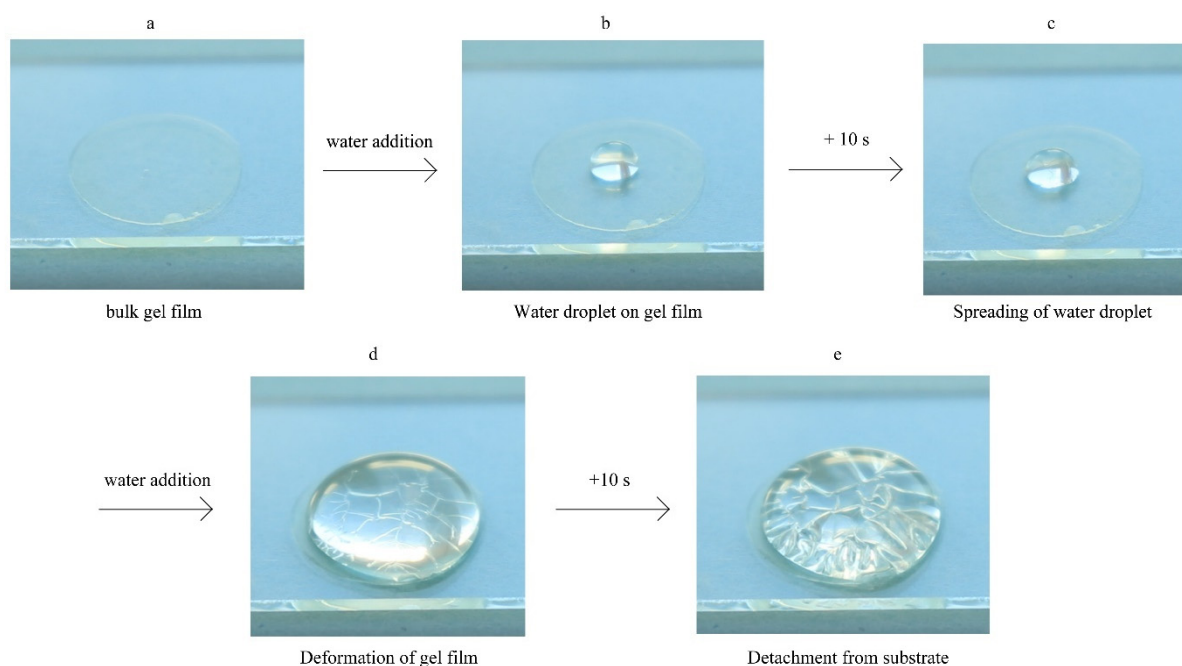 a
b
c
water addition
+ 10 s
bulk gel film
Water droplet on gel film
Spreading of water droplet
d
e
water addition
+10 s
Deformation of gel film
Detachment from substrate